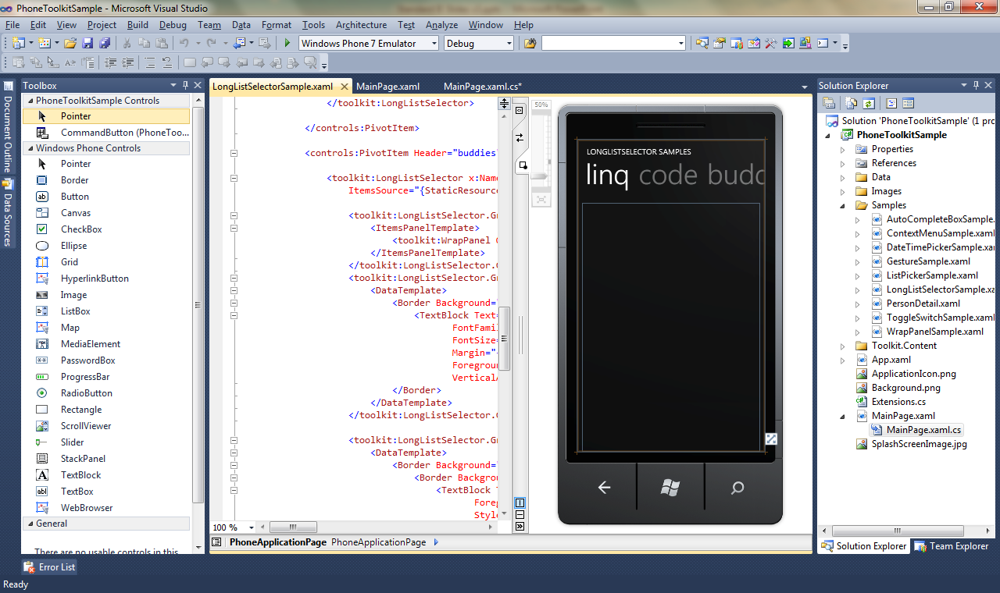 PhoneToolkitSample - Microsoft Visual Studio
File Edit View Project Build Debug Team Data Format Tools Architecture Test Analyze Window Help
Windows Phone 7 Emulator Debug
Document Outline
Data Sources
Toolbox
PhoneToolkitSample Controls
Pointer
CommandButton (PhoneToo...
Windows Phone Controls
Pointer
Border
Button
Canvas
CheckBox
Ellipse
Grid
HyperlinkButton
Image
ListBox
Map
MediaElement
PasswordBox
ProgressBar
RadioButton
Rectangle
ScrollViewer
Slider
StackPanel
TextBlock
TextBox
WebBrowser
General
There are no usable controls in this
LongListSelectorSample.xaml MainPage.xaml MainPage.xaml.cs*
</toolkit:LongListSelector>
</controls:PivotItem>
<controls:PivotItem Header="buddies"
<toolkit:LongListSelector x:Name
ItemsSource="{StaticResource
<toolkit:LongListSelector.Gr
<ItemsPanelTemplate>
<toolkit:WrapPanel
</ItemsPanelTemplate>
</toolkit:LongListSelector.
<toolkit:LongListSelector.Gr
<DataTemplate>
<Border Background="
<TextBlock Text=
FontFamil
FontSize=
Margin="
Foreground
VerticalA
</Border>
</DataTemplate>
</toolkit:LongListSelector.
<toolkit:LongListSelector.Gr
<DataTemplate>
<Border Background="
<Border Backgroun
<TextBlock T
Foreg
Style
100 %
PhoneApplicationPage PhoneApplicationPage
50%
LONGLISTSELECTOR SAMPLES
linq code budd
Solution Explorer
Solution 'PhoneToolkitSample' (1 pro
PhoneToolkitSample
Properties
References
Data
Images
Samples
AutoCompleteBoxSample.
ContextMenuSample.xaml
DateTimePickerSample.xa
GestureSample.xaml
ListPickerSample.xaml
LongListSelectorSample.xa
PersonDetail.xaml
ToggleSwitchSample.xaml
WrapPanelSample.xaml
Toolkit.Content
App.xaml
ApplicationIcon.png
Background.png
Extensions.cs
MainPage.xaml
MainPage.xaml.cs
SplashScreenImage.jpg
Solution Explorer Team Explorer
Error List
Ready